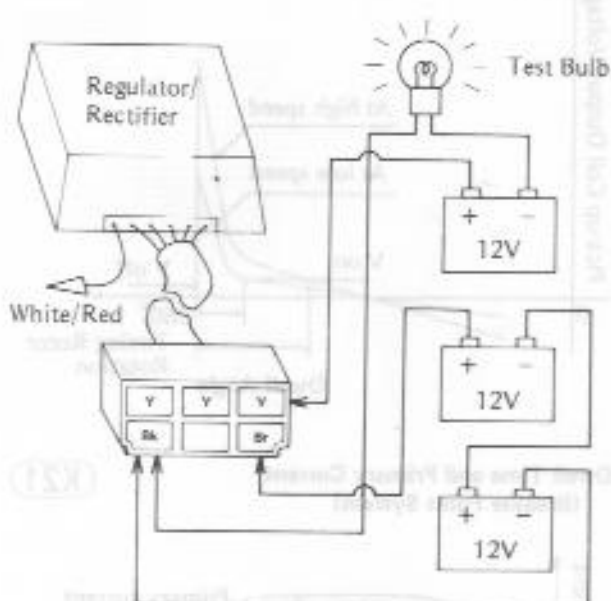 Test Bulb
Regulator/
Rectifier
+ −
12V
White/Red
+ −
12V
Y Y Y
Bk Br
+ −
12V